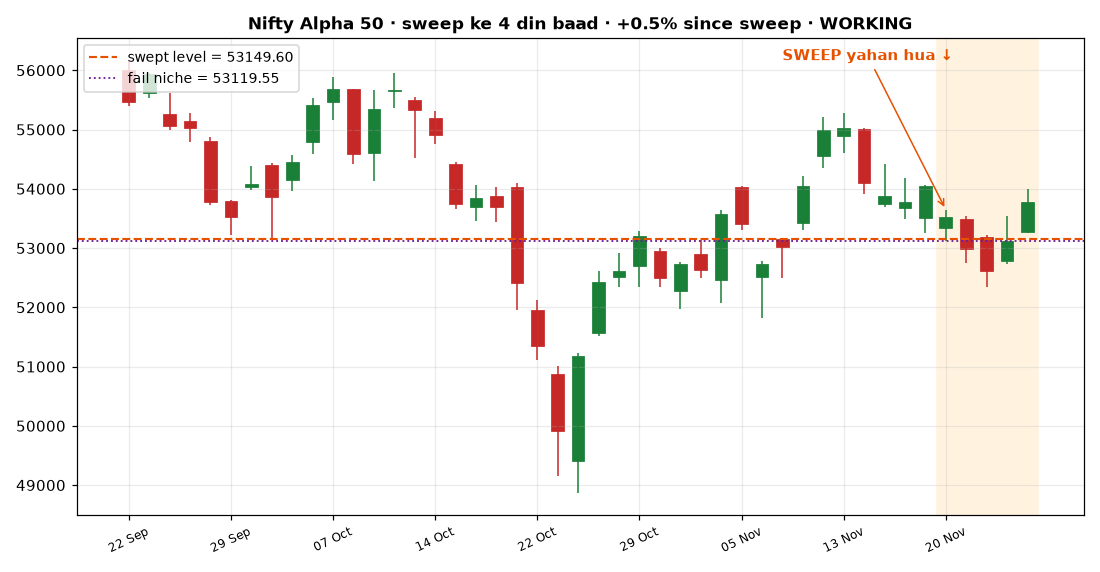 Nifty Alpha 50 · sweep ke 4 din baad · +0.5% since sweep · WORKING
swept level = 53149.60
fail niche = 53119.55
SWEEP yahan hua ↓
56000
55000
54000
53000
52000
51000
50000
49000
22 Sep
29 Sep
07 Oct
14 Oct
22 Oct
29 Oct
05 Nov
13 Nov
20 Nov